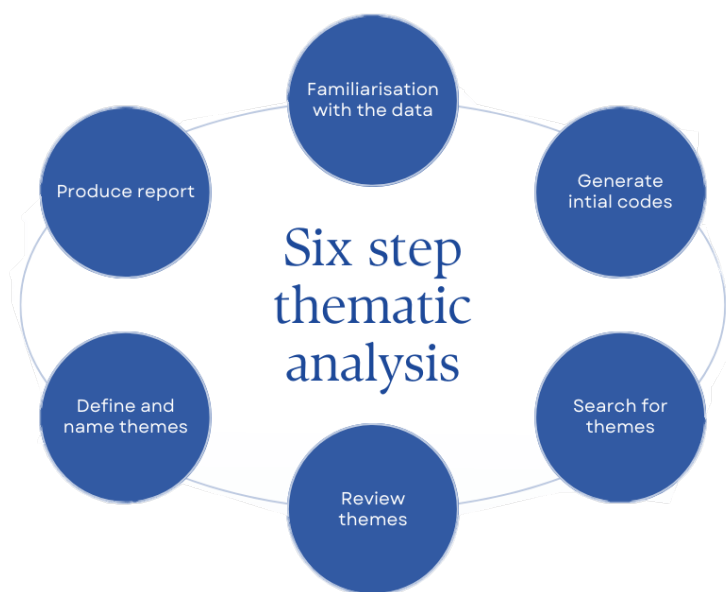 Six step
thematic
analysis
Familiarisation
with the data
Generate
intial codes
Search for
themes
Review
themes
Define and
name themes
Produce report